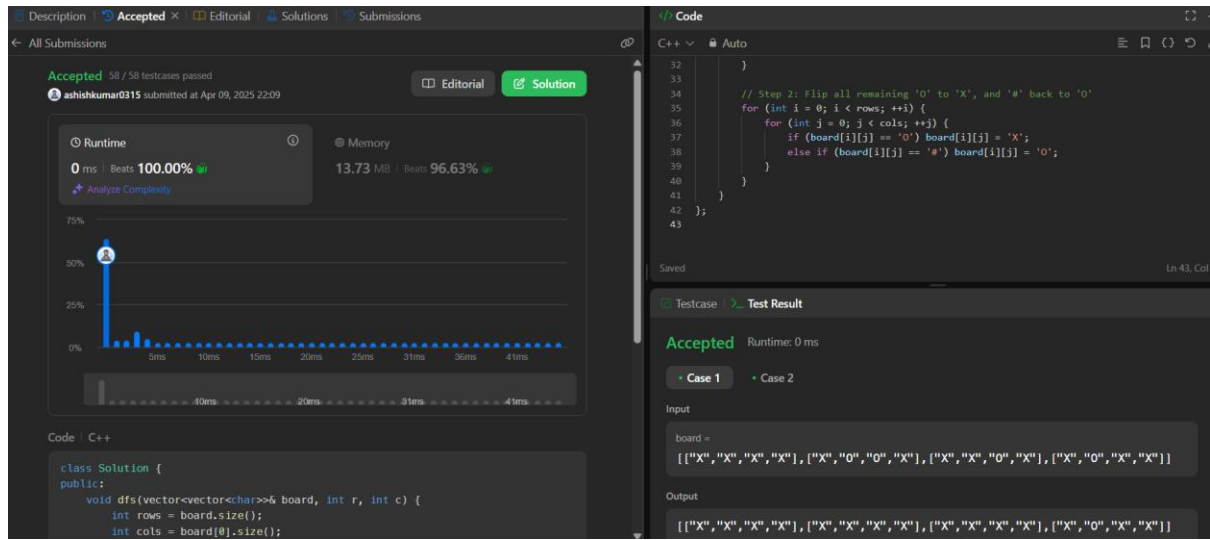 Description Accepted × Editorial Solutions Submissions
← All Submissions
Accepted 58 / 58 testcases passed
ashishkumar0315 submitted at Apr 09, 2025 22:09
Editorial
Solution
Runtime
0 ms Beats 100.00%
Analyze Complexity
Memory
13.73 MB Beats 96.63%
75%
50%
25%
0%
5ms 10ms 15ms 20ms 25ms 31ms 36ms 41ms
10ms 20ms 31ms 41ms
Code C++
class Solution {
public:
void dfs(vector<vector<char>>& board, int r, int c) {
int rows = board.size();
int cols = board[0].size();
</> Code
C++ Auto
32 }
33
34 // Step 2: Flip all remaining 'O' to 'X', and '#' back to 'O'
35 for (int i = 0; i < rows; ++i) {
36 for (int j = 0; j < cols; ++j) {
37 if (board[i][j] == 'O') board[i][j] = 'X';
38 else if (board[i][j] == '#') board[i][j] = 'O';
39 }
40 }
41 }
42 };
43
Saved
Ln 43, Col
Testcase >_ Test Result
Accepted Runtime: 0 ms
• Case 1 • Case 2
Input
board =
[["X","X","X","X"],["X","O","O","X"],["X","X","O","X"],["X","O","X","X"]]
Output
[["X","X","X","X"],["X","X","X","X"],["X","X","X","X"],["X","O","X","X"]]